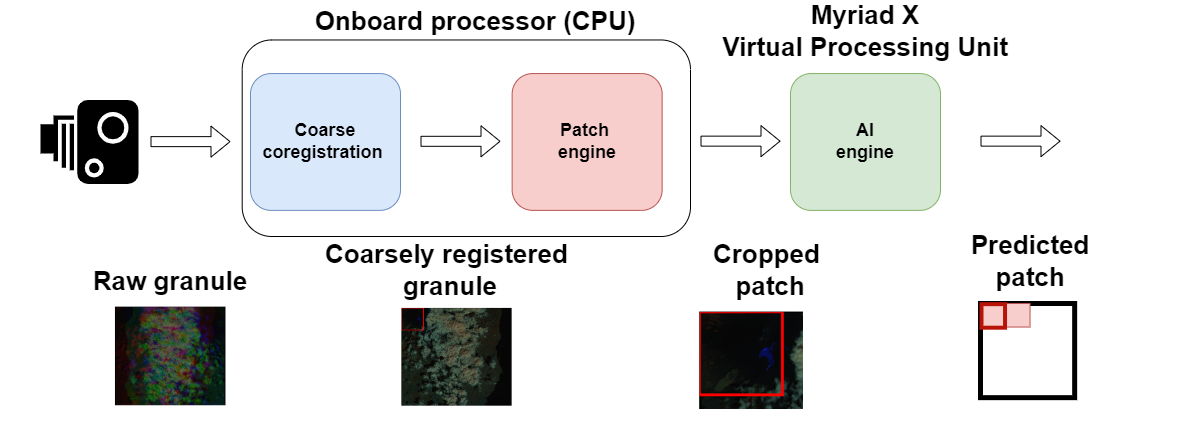 Onboard processor (CPU)
Myriad X
Virtual Processing Unit
Coarse
coregistration
Patch
engine
AI
engine
Raw granule
Coarsely registered
granule
Cropped
patch
Predicted
patch